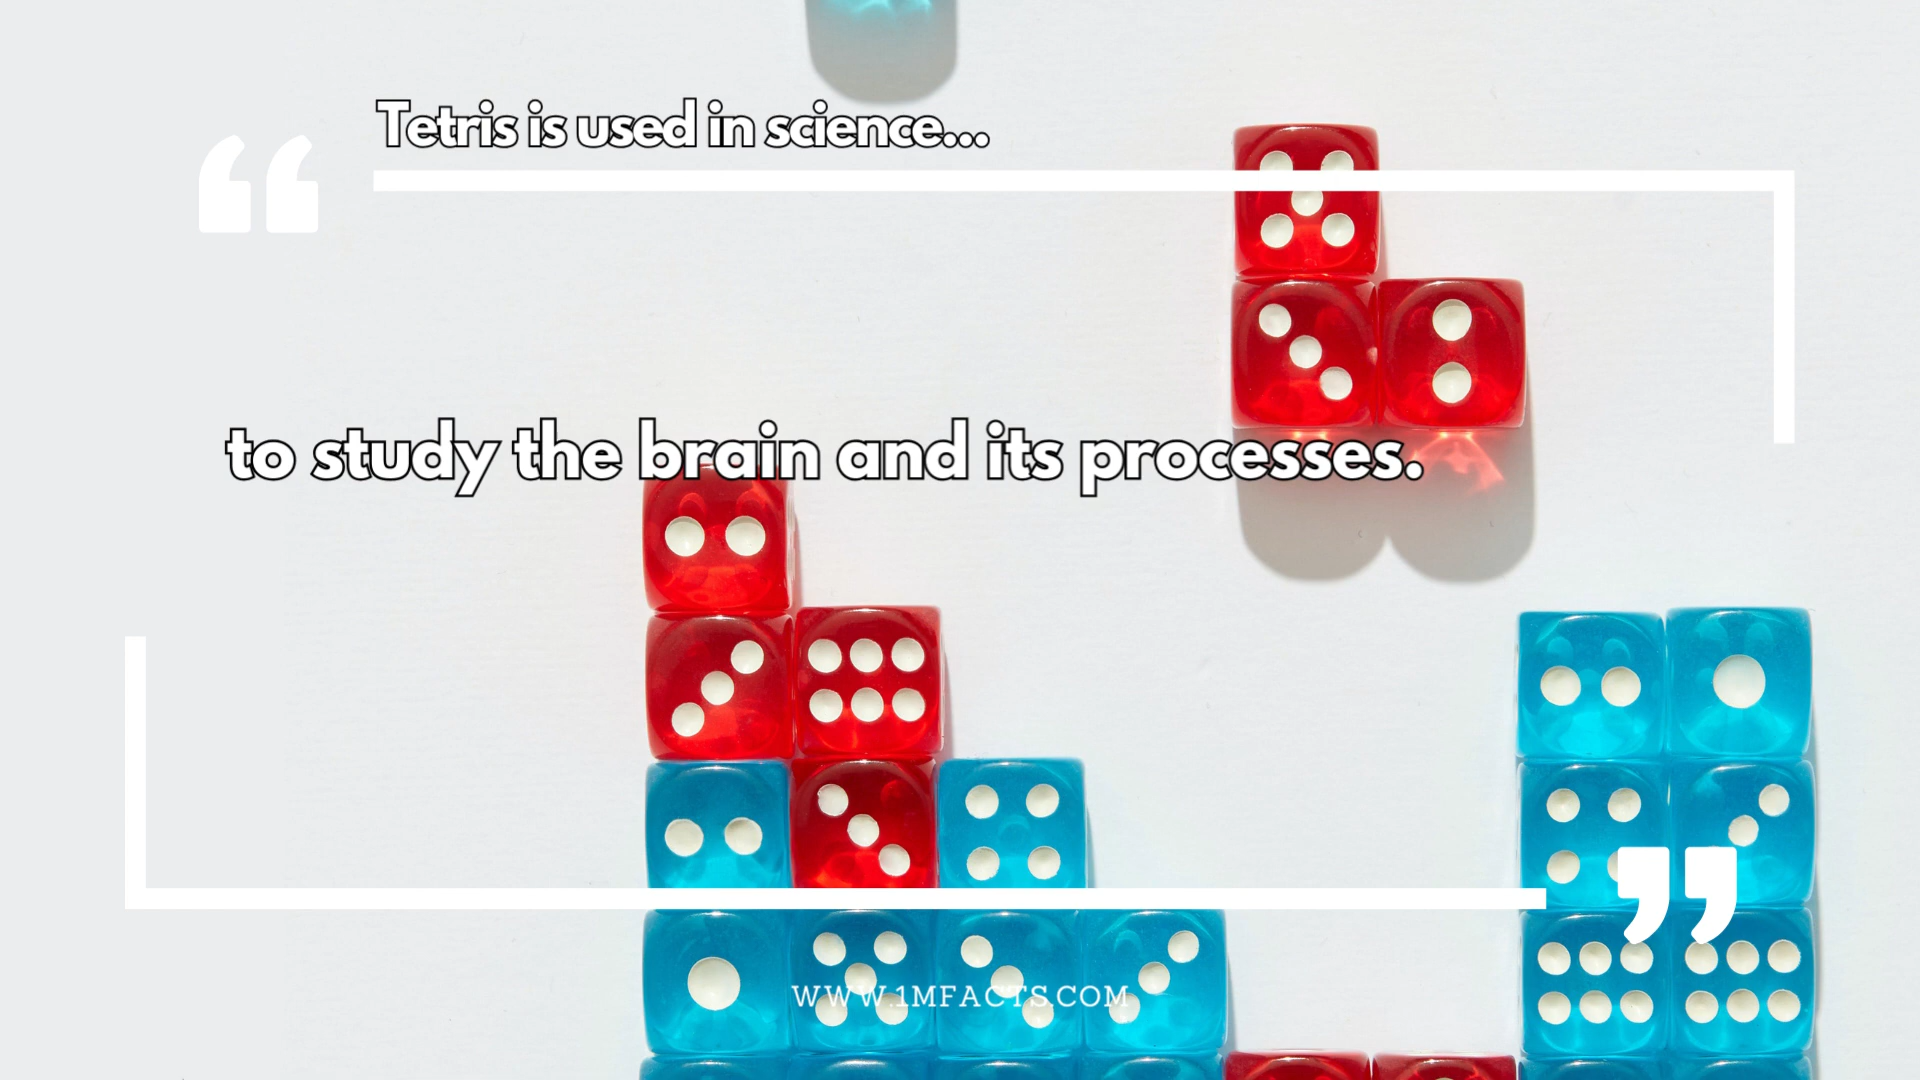 Tetris is used in science...
to study the brain and its processes.
WWW.1MFACTS.COM